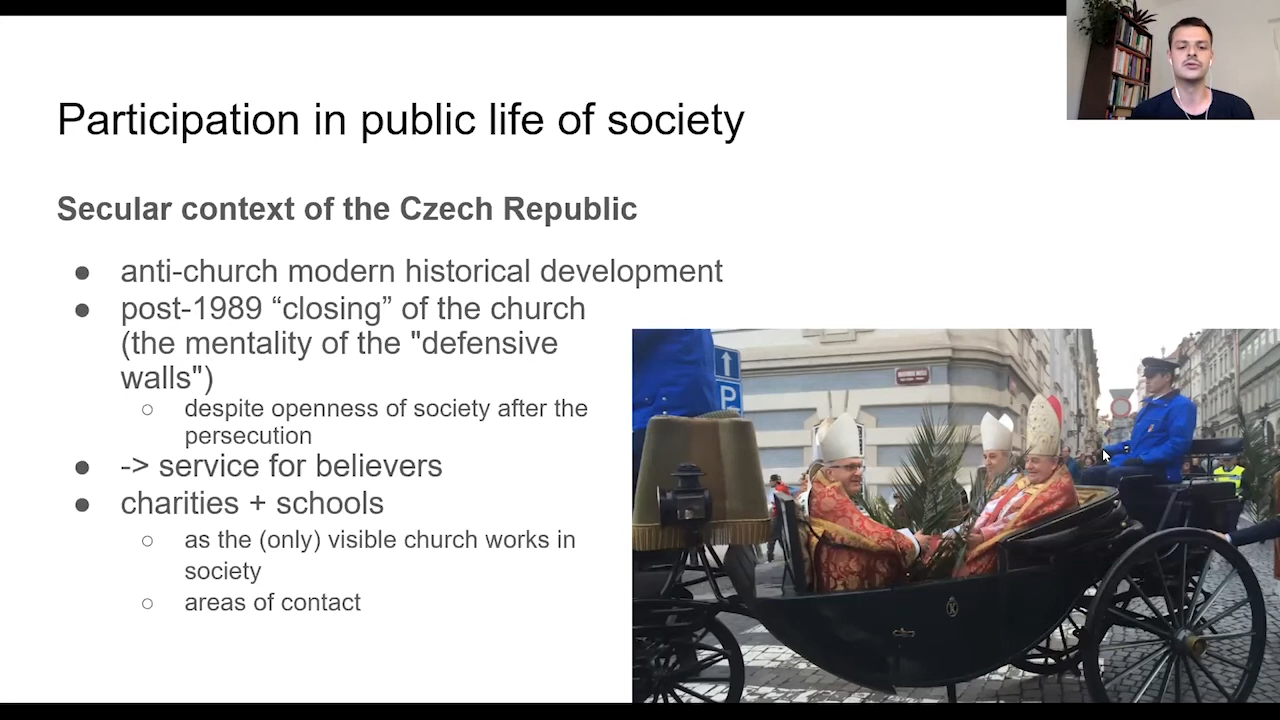 Participation in public life of society
Secular context of the Czech Republic
● anti-church modern historical development
● post-1989 “closing” of the church
(the mentality of the "defensive
walls")
○ despite openness of society after the
persecution
● -> service for believers
● charities + schools
○ as the (only) visible church works in
society
○ areas of contact
P